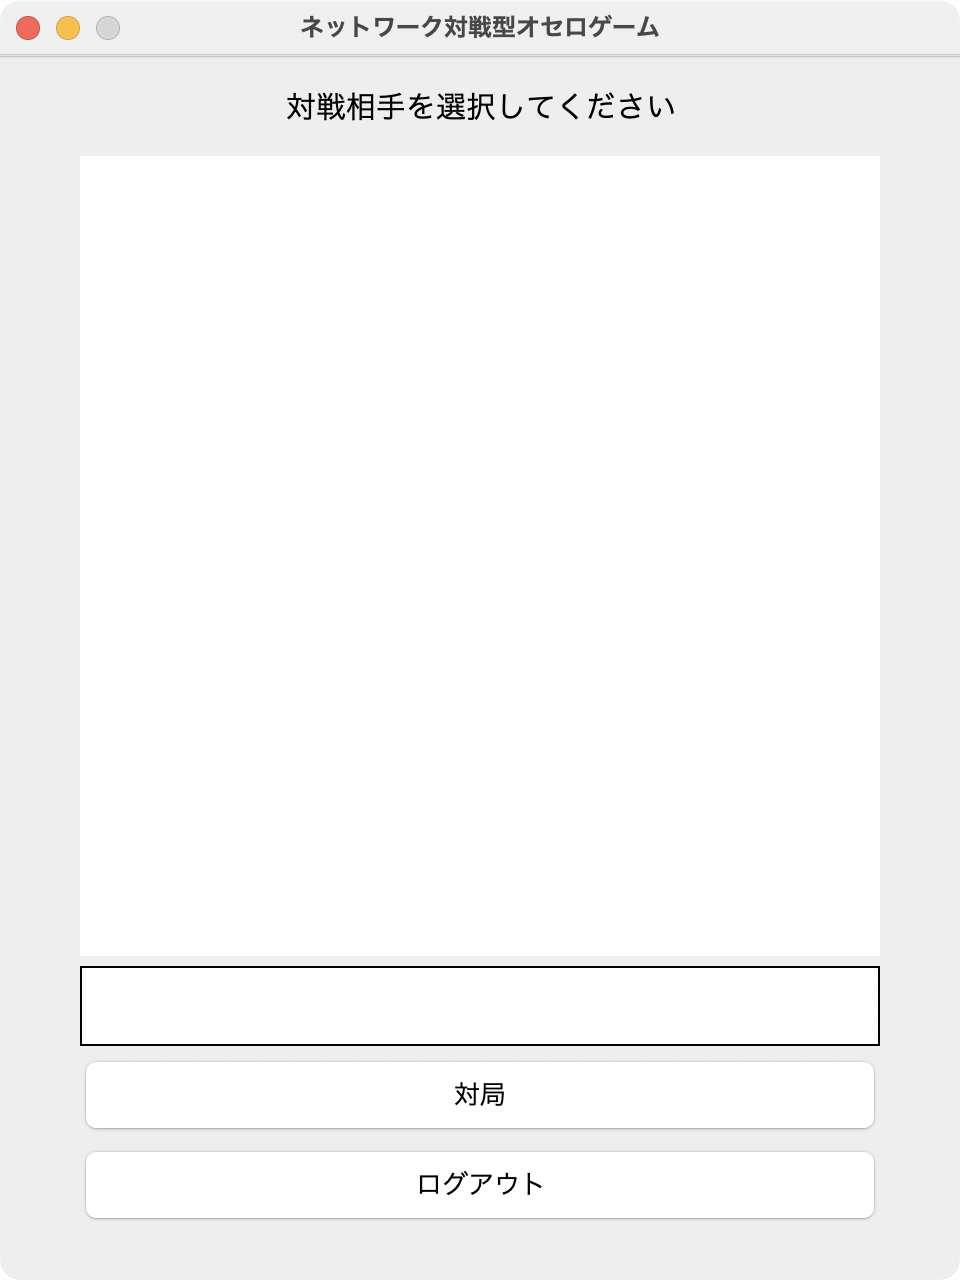 ネットワーク対戦型オセロゲーム
対戦相手を選択してください
対局
ログアウト